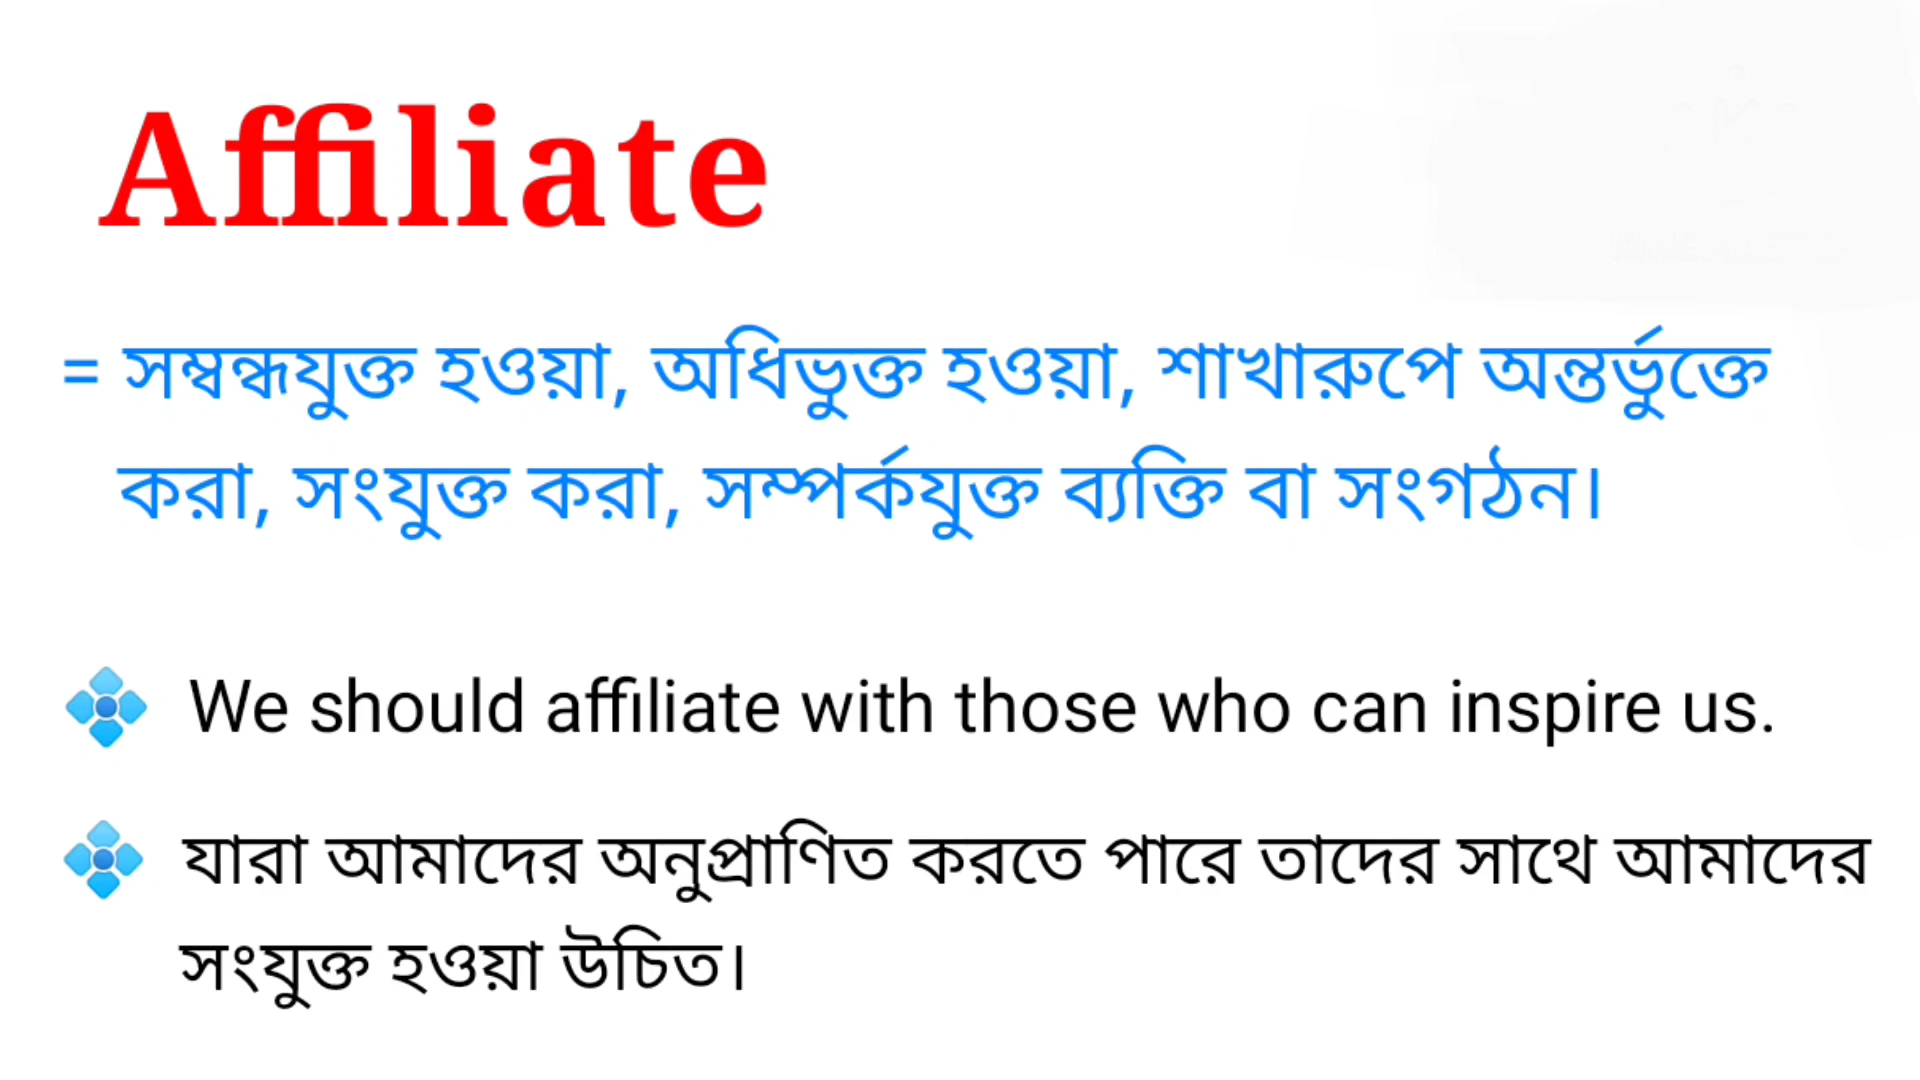 Affiliate
= সম্বন্ধযুক্ত হওয়া, অধিভুক্ত হওয়া, শাখারুপে অন্তর্ভুক্তে
করা, সংযুক্ত করা, সম্পর্কযুক্ত ব্যক্তি বা সংগঠন।
We should affiliate with those who can inspire us.
যারা আমাদের অনুপ্রাণিত করতে পারে তাদের সাথে আমাদের
সংযুক্ত হওয়া উচিত।